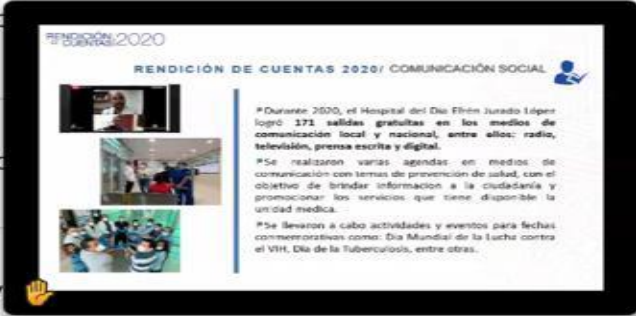 RENDICIÓN
DE CUENTAS 2020
RENDICIÓN DE CUENTAS 2020/ COMUNICACIÓN SOCIAL
*Durante 2020, el Hospital del Día Efrén Jurado López
logró 171 salidas gratuitas en los medios de
comunicación local y nacional, entre ellos: radio,
televisión, prensa escrita y digital.
*Se realizaron varias agendas en medios de
comunicación con temas de prevención de salud, con el
objetivo de brindar informacion a la ciudadanía y
promocionar los servicios que tiene disponible la
unidad medica.
*Se llevaron a cabo actividades y eventos para fechas
conmemorativas como: Dia Mundial de la Lucha contra
el VIH, Día de la Tuberculosis, entre otras.